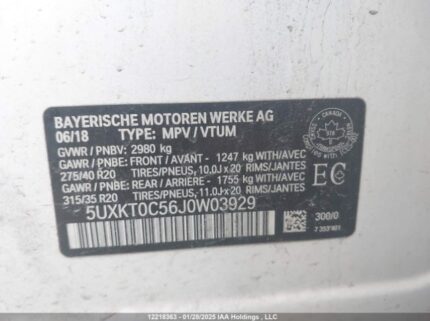 BAYERISCHE MOTOREN WERKE AG
06/18 TYPE: MPV / VTUM
GVWR / PNBV: 2980 kg
GAWR / PNBE: FRONT / AVANT - 1247 kg WITH/AVEC
275/40 R20 TIRES/PNEUS, 10.0J x 20 RIMS/JANTES
GAWR / PNBE: REAR / ARRIÈRE - 1755 kg WITH/AVEC
315/35 R20 TIRES/PNEUS, 11.0J x 20 RIMS/JANTES
5UXKT0C56J0W03929
CANADA
EC
300/0
12218363 - 01/28/2025 IAA Holdings, LLC